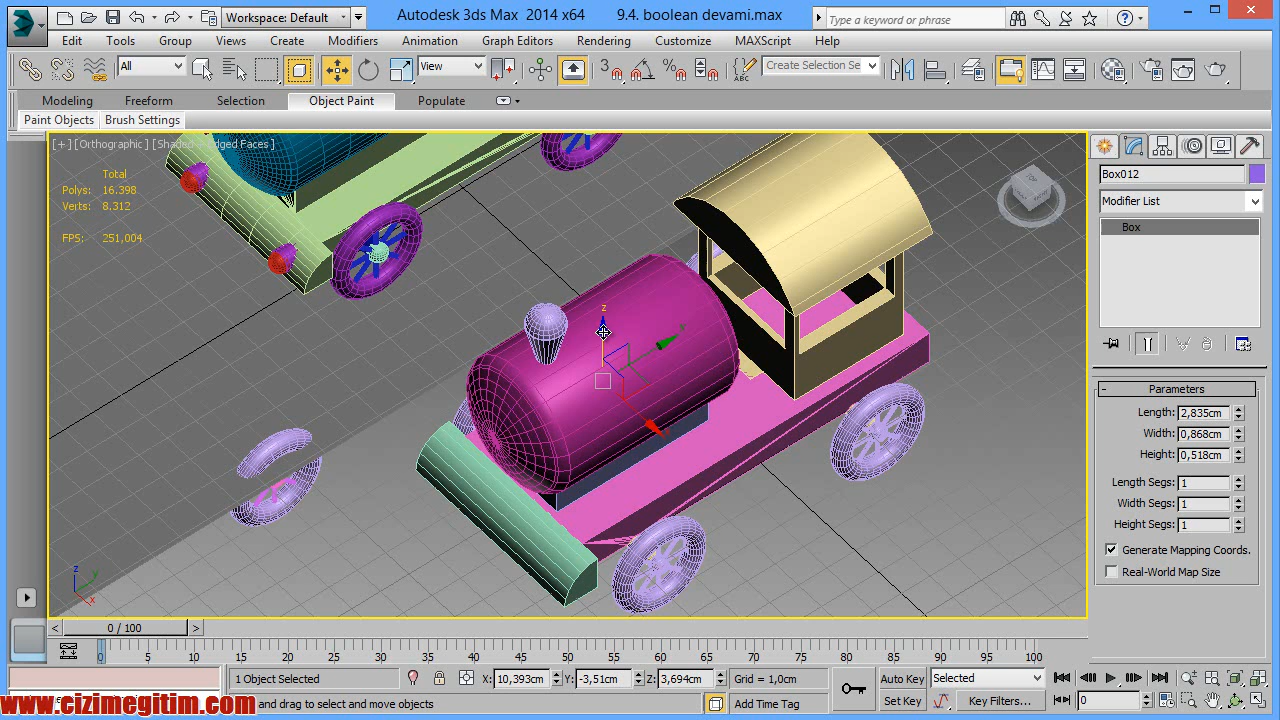 Workspace: Default
Autodesk 3ds Max 2014 x64
9.4. boolean devami.max
Type a keyword or phrase
Edit Tools Group Views Create Modifiers Animation Graph Editors Rendering Customize MAXScript Help
All
View
Create Selection Se
Modeling Freeform Selection Object Paint Populate
Paint Objects Brush Settings
[+] [Orthographic] [Shaded + Edged Faces ]
Total
Polys: 16.398
Verts: 8.312
FPS: 251,004
Box012
Modifier List
Box
Parameters
Length: 2,835cm
Width: 0,868cm
Height: 0,518cm
Length Segs: 1
Width Segs: 1
Height Segs: 1
Generate Mapping Coords.
Real-World Map Size
z
z
y
x
< 0 / 100 >
0 5 10 15 20 25 30 35 40 45 50 55 60 65 70 75 80 85 90 95 100
1 Object Selected
X: 10,393cm Y: -3,51cm Z: 3,694cm
Grid = 1,0cm
Auto Key Selected
www.cizimegitim.com
and drag to select and move objects
Add Time Tag
Set Key Key Filters...
0